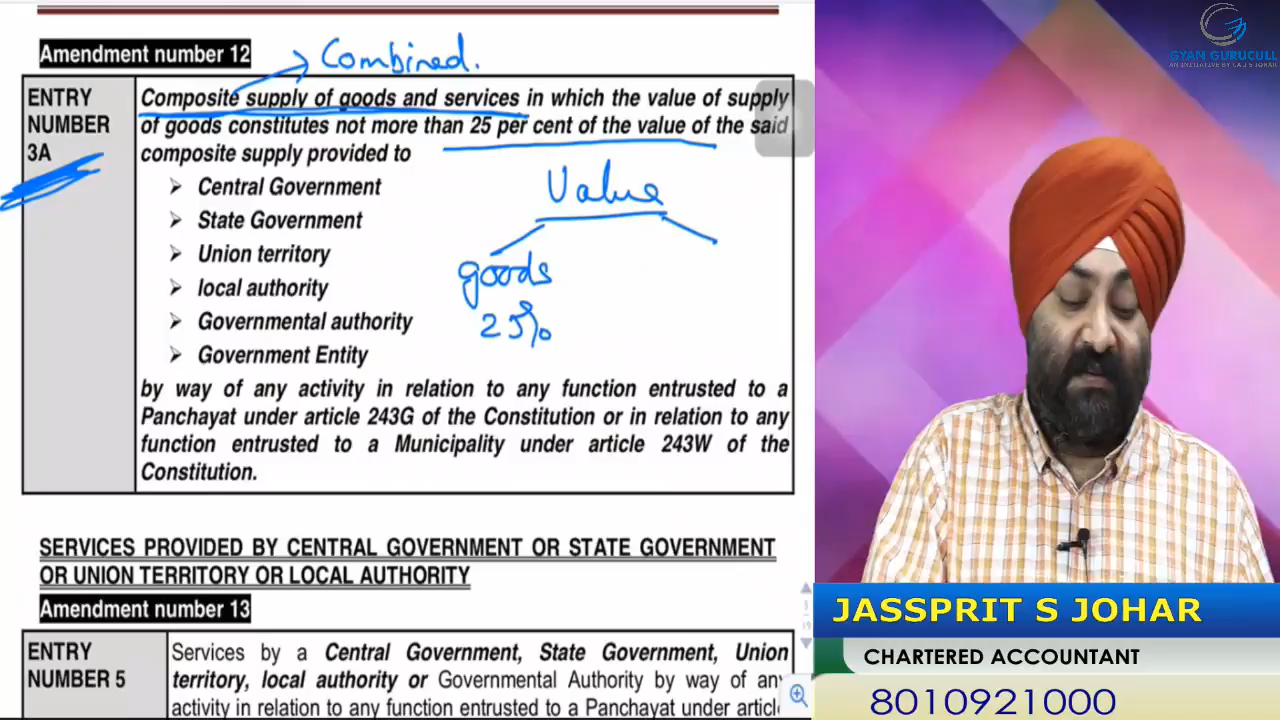 Amendment number 12
Combined.
ENTRY
NUMBER
3A
Composite supply of goods and services in which the value of supply
of goods constitutes not more than 25 per cent of the value of the said
composite supply provided to
➢ Central Government
➢ State Government
➢ Union territory
➢ local authority
➢ Governmental authority
➢ Government Entity
Value
goods
25%
by way of any activity in relation to any function entrusted to a
Panchayat under article 243G of the Constitution or in relation to any
function entrusted to a Municipality under article 243W of the
Constitution.
SERVICES PROVIDED BY CENTRAL GOVERNMENT OR STATE GOVERNMENT
OR UNION TERRITORY OR LOCAL AUTHORITY
Amendment number 13
ENTRY
NUMBER 5
Services by a Central Government, State Government, Union
territory, local authority or Governmental Authority by way of any
activity in relation to any function entrusted to a Panchayat under article
GYAN GURUCULL
AN INITIATIVE BY CA J S JOHAR
JASSPRIT S JOHAR
CHARTERED ACCOUNTANT
8010921000